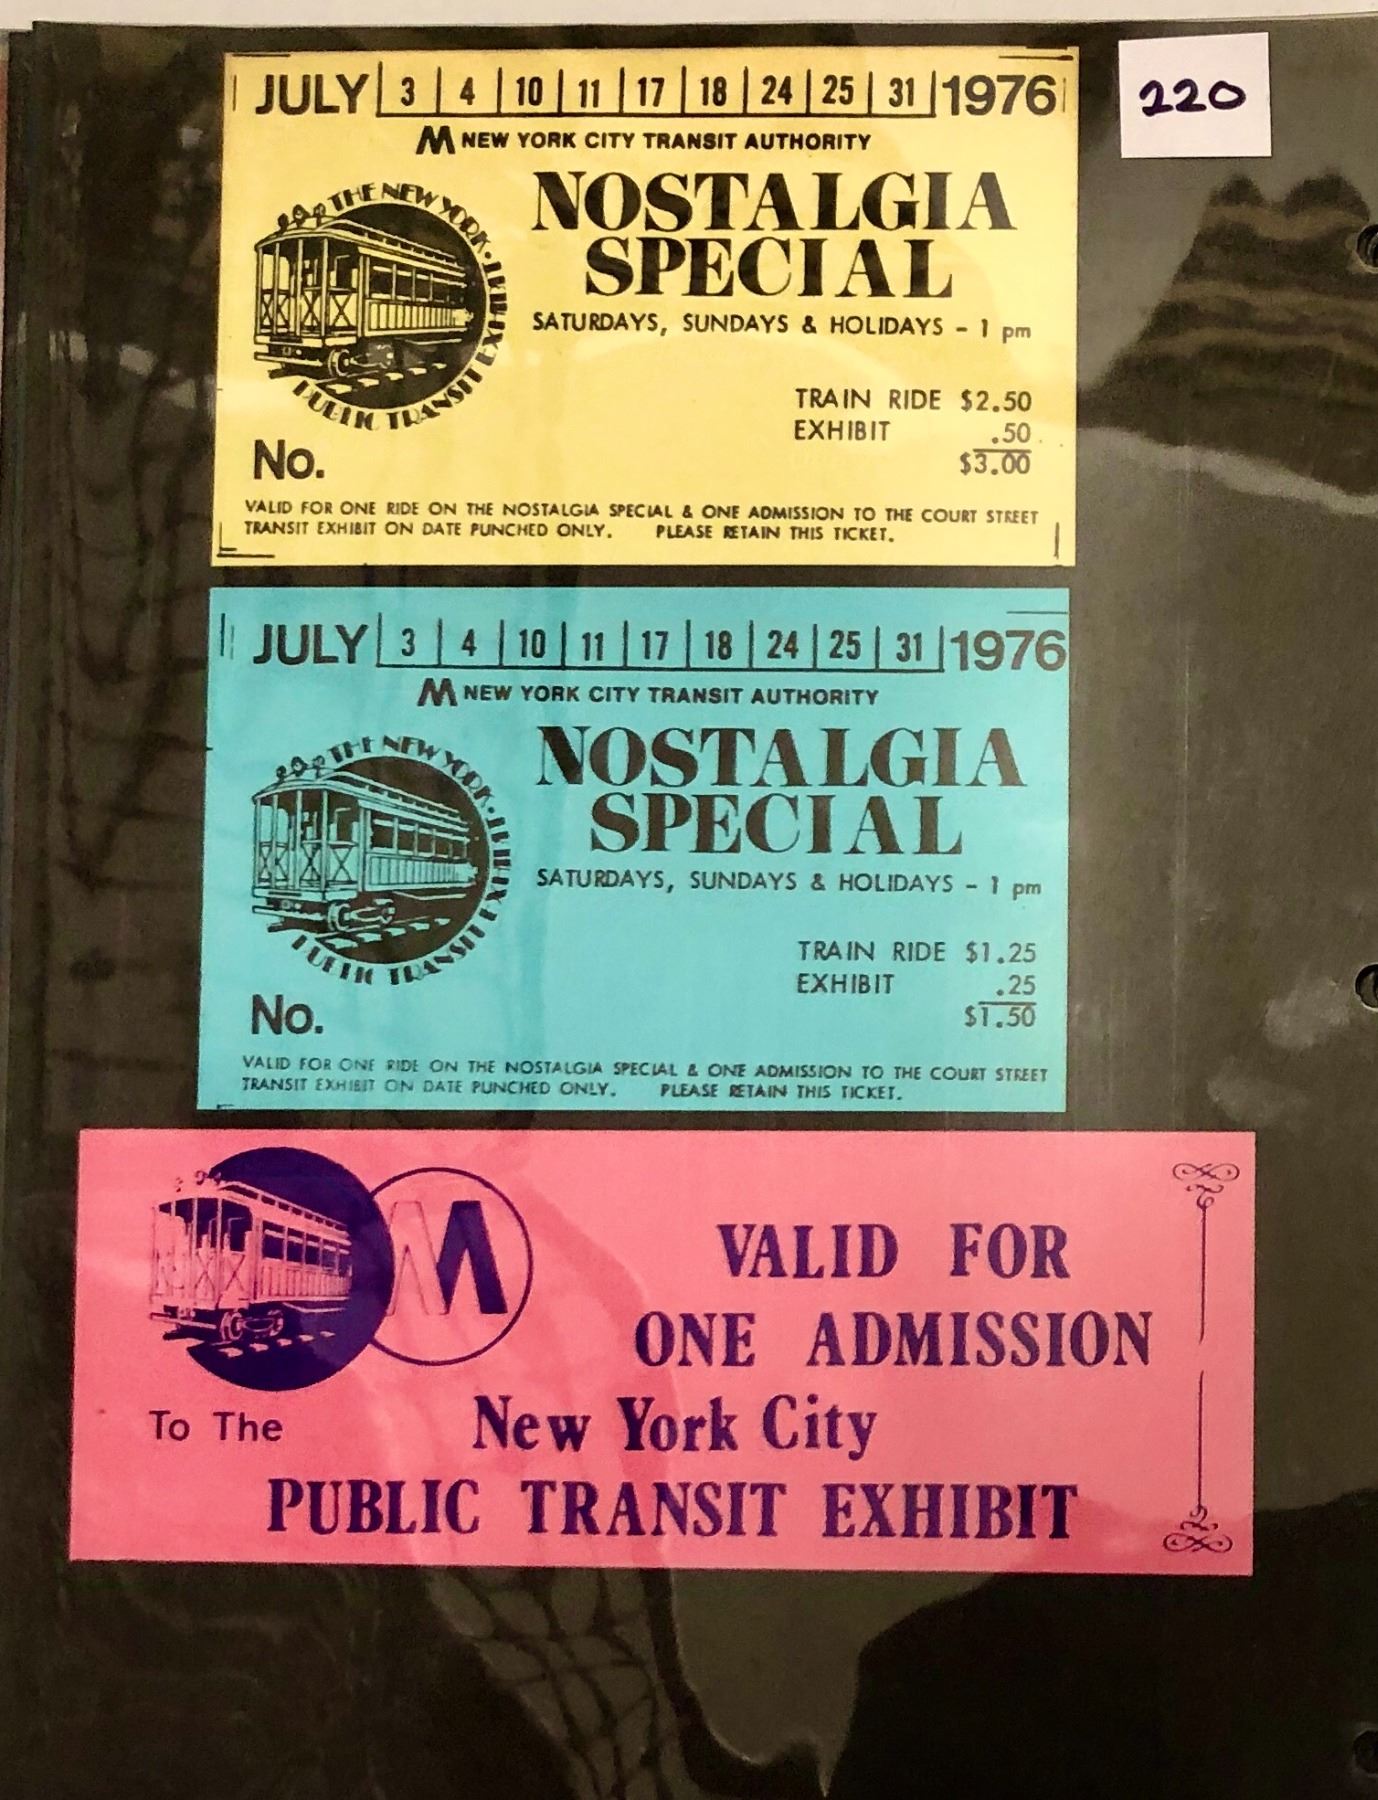 220
JULY 3 4 10 11 17 18 24 25 31 1976
M NEW YORK CITY TRANSIT AUTHORITY
THE NEW YORK PUBLIC TRANSIT EXHIBIT
NOSTALGIA
SPECIAL
SATURDAYS, SUNDAYS & HOLIDAYS - 1 pm
TRAIN RIDE $2.50
EXHIBIT .50
$3.00
No.
VALID FOR ONE RIDE ON THE NOSTALGIA SPECIAL & ONE ADMISSION TO THE COURT STREET
TRANSIT EXHIBIT ON DATE PUNCHED ONLY. PLEASE RETAIN THIS TICKET.
JULY 3 4 10 11 17 18 24 25 31 1976
M NEW YORK CITY TRANSIT AUTHORITY
THE NEW YORK PUBLIC TRANSIT EXHIBIT
NOSTALGIA
SPECIAL
SATURDAYS, SUNDAYS & HOLIDAYS - 1 pm
TRAIN RIDE $1.25
EXHIBIT .25
$1.50
No.
VALID FOR ONE RIDE ON THE NOSTALGIA SPECIAL & ONE ADMISSION TO THE COURT STREET
TRANSIT EXHIBIT ON DATE PUNCHED ONLY. PLEASE RETAIN THIS TICKET.
M
VALID FOR
ONE ADMISSION
To The New York City
PUBLIC TRANSIT EXHIBIT